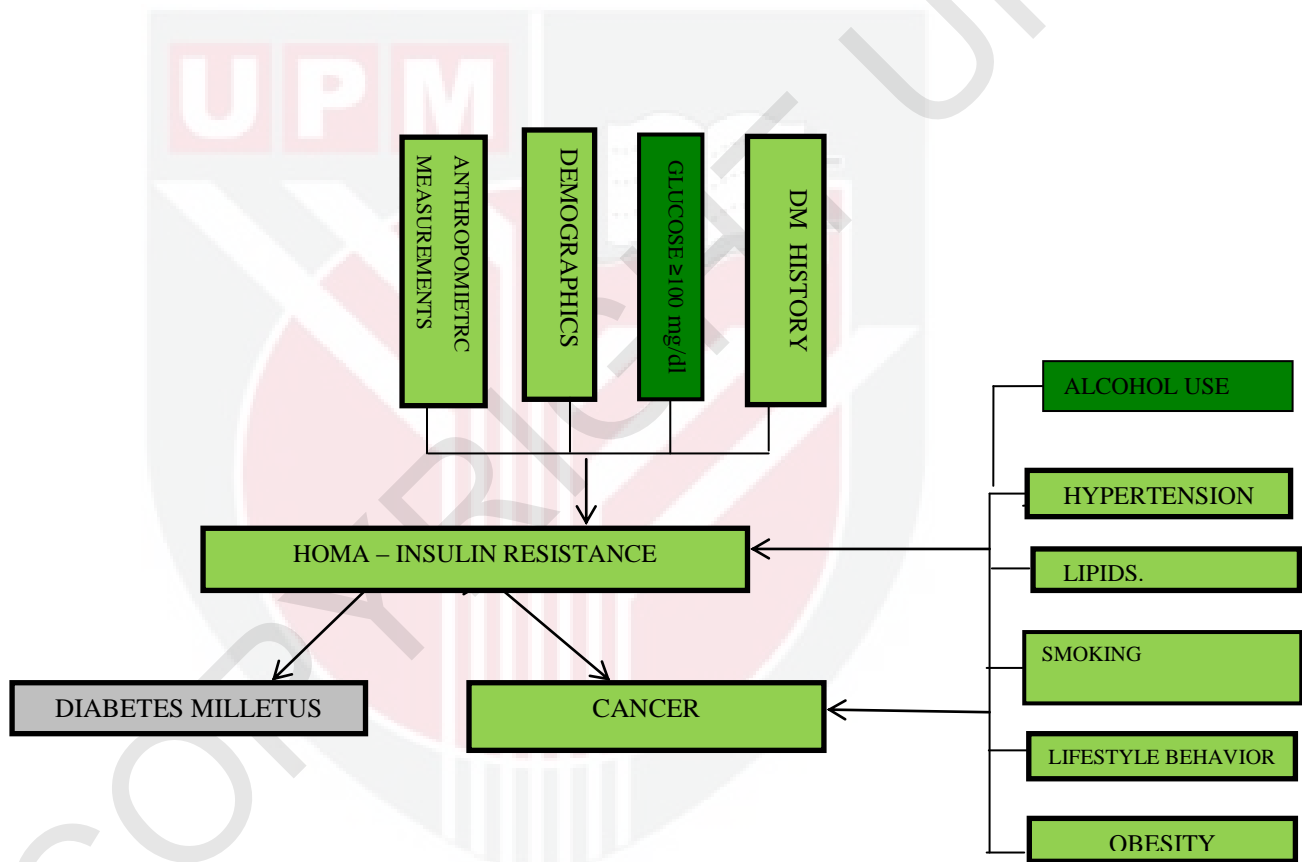 UPM
ANTHROPOMIETRC
MEASUREMENTS
DEMOGRAPHICS
GLUCOSE ≥100 mg/dl
DM HISTORY
ALCOHOL USE
HYPERTENSION
HOMA – INSULIN RESISTANCE
LIPIDS.
SMOKING
DIABETES MILLETUS
CANCER
LIFESTYLE BEHAVIOR
OBESITY
COPYRIGHT